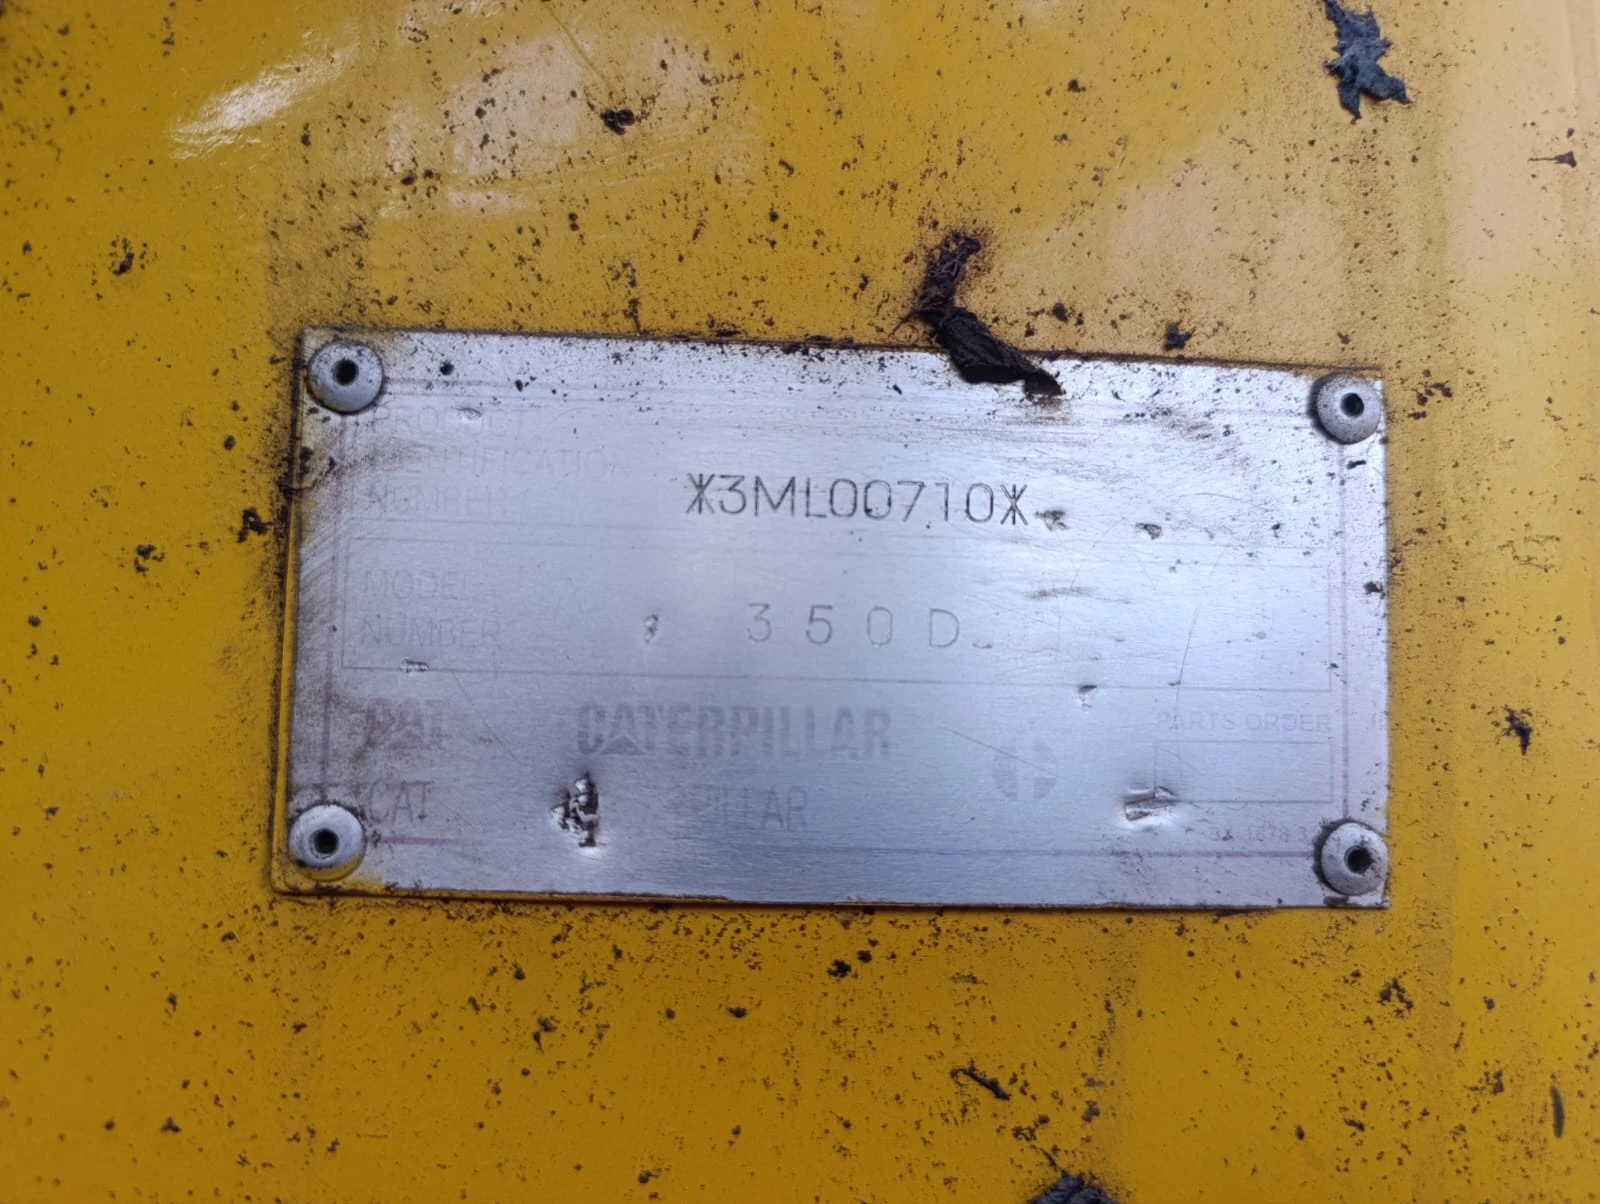 PRODUCT
IDENTIFICATION
NUMBER
*3ML00710*
MODEL
NUMBER
350D
CAT CATERPILLAR
PARTS ORDER
CAT